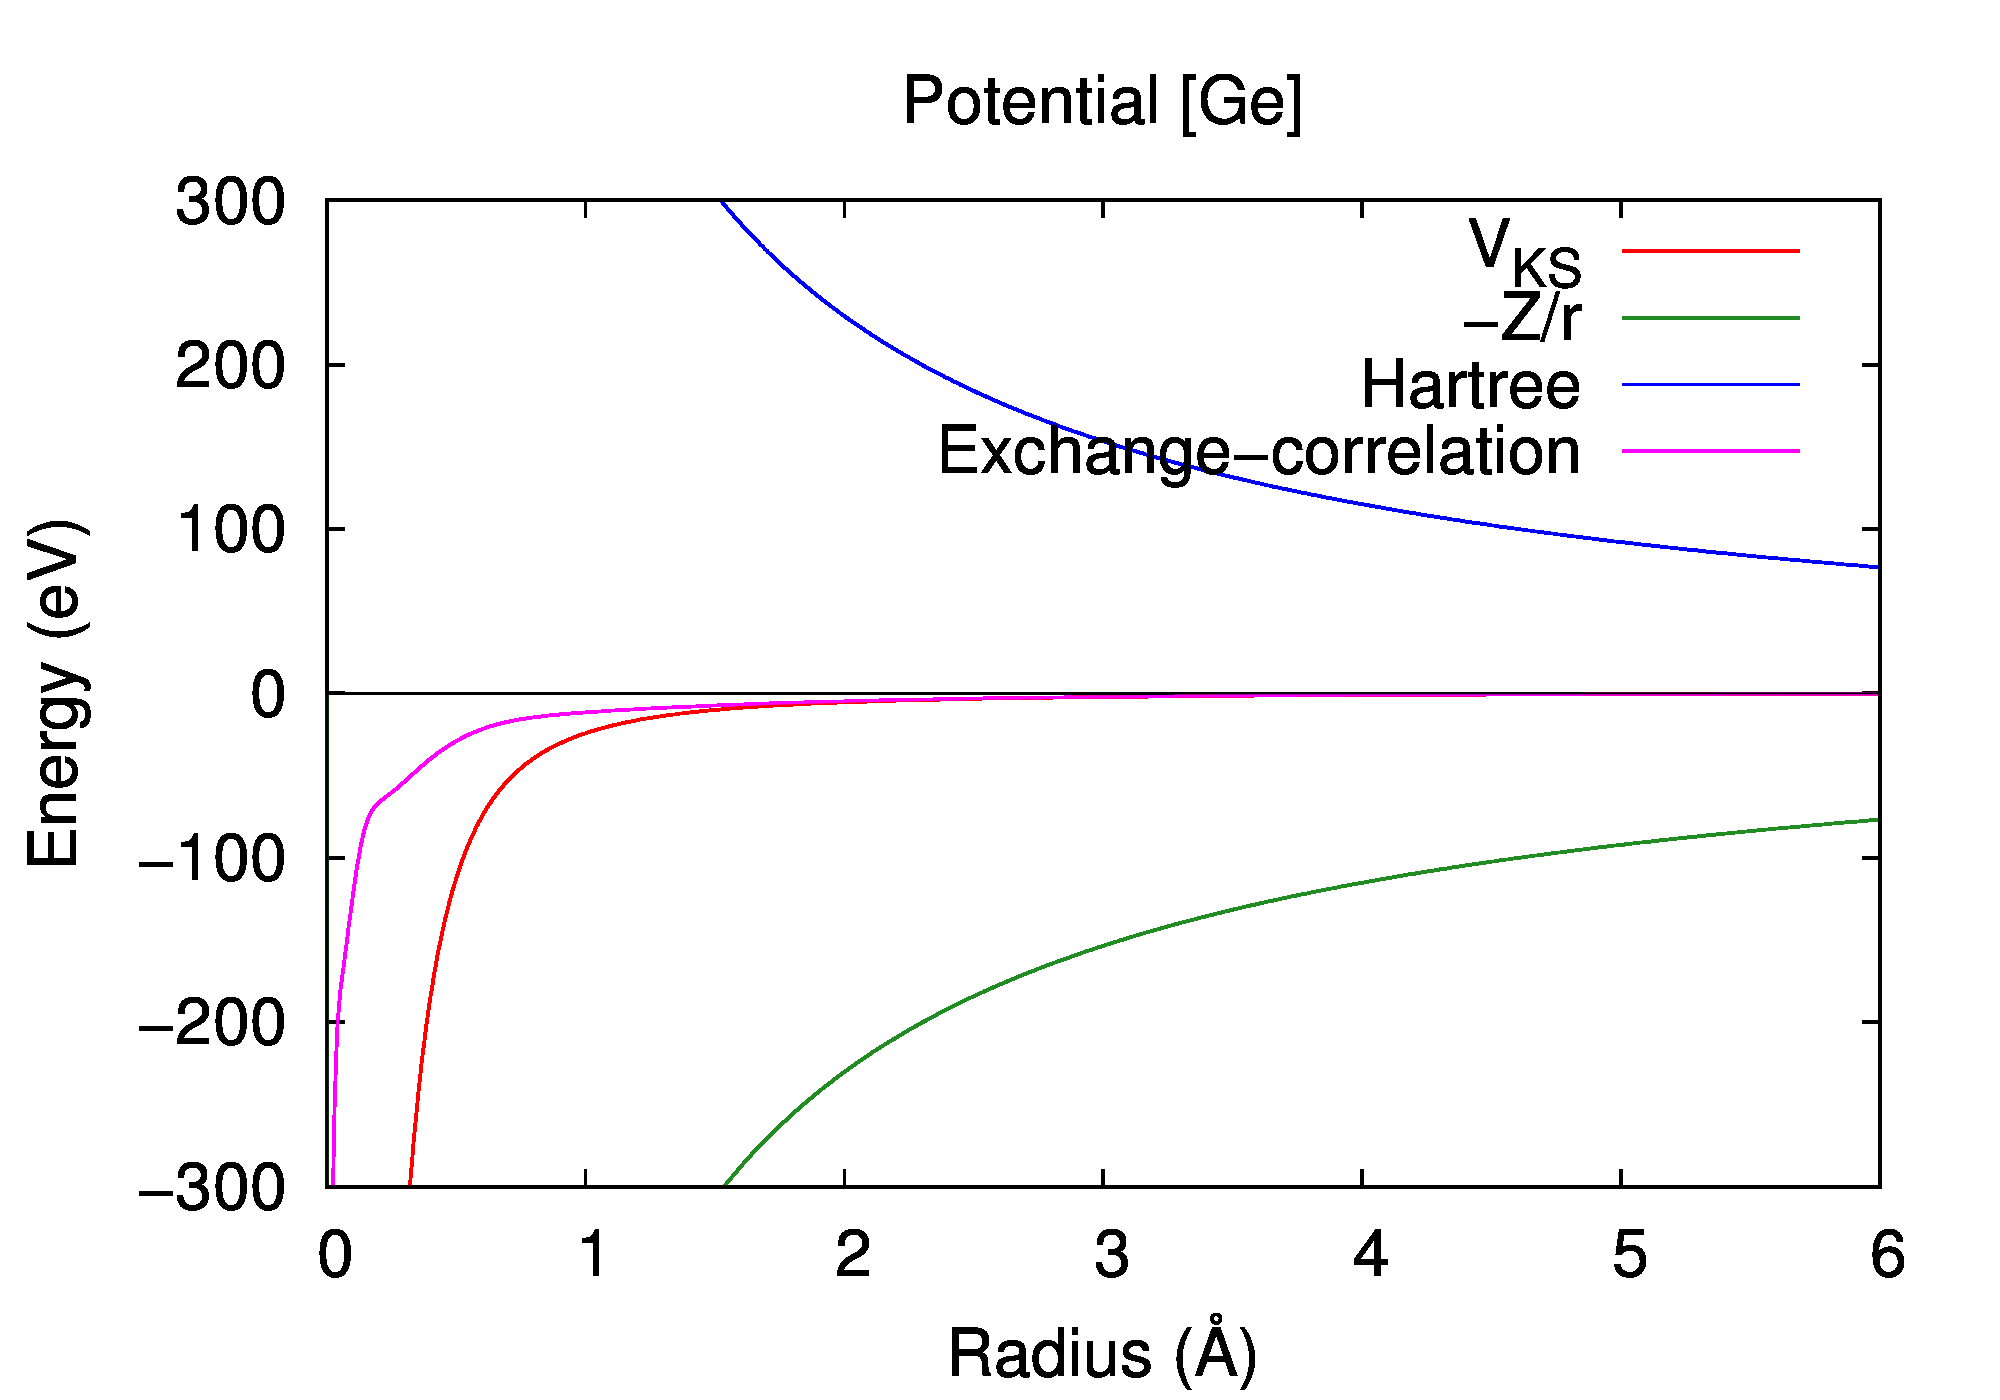 Potential [Ge]
300
200
100
0
−100
−200
−300
Energy (eV)
V_KS
−Z/r
Hartree
Exchange−correlation
0 1 2 3 4 5 6
Radius (Å)